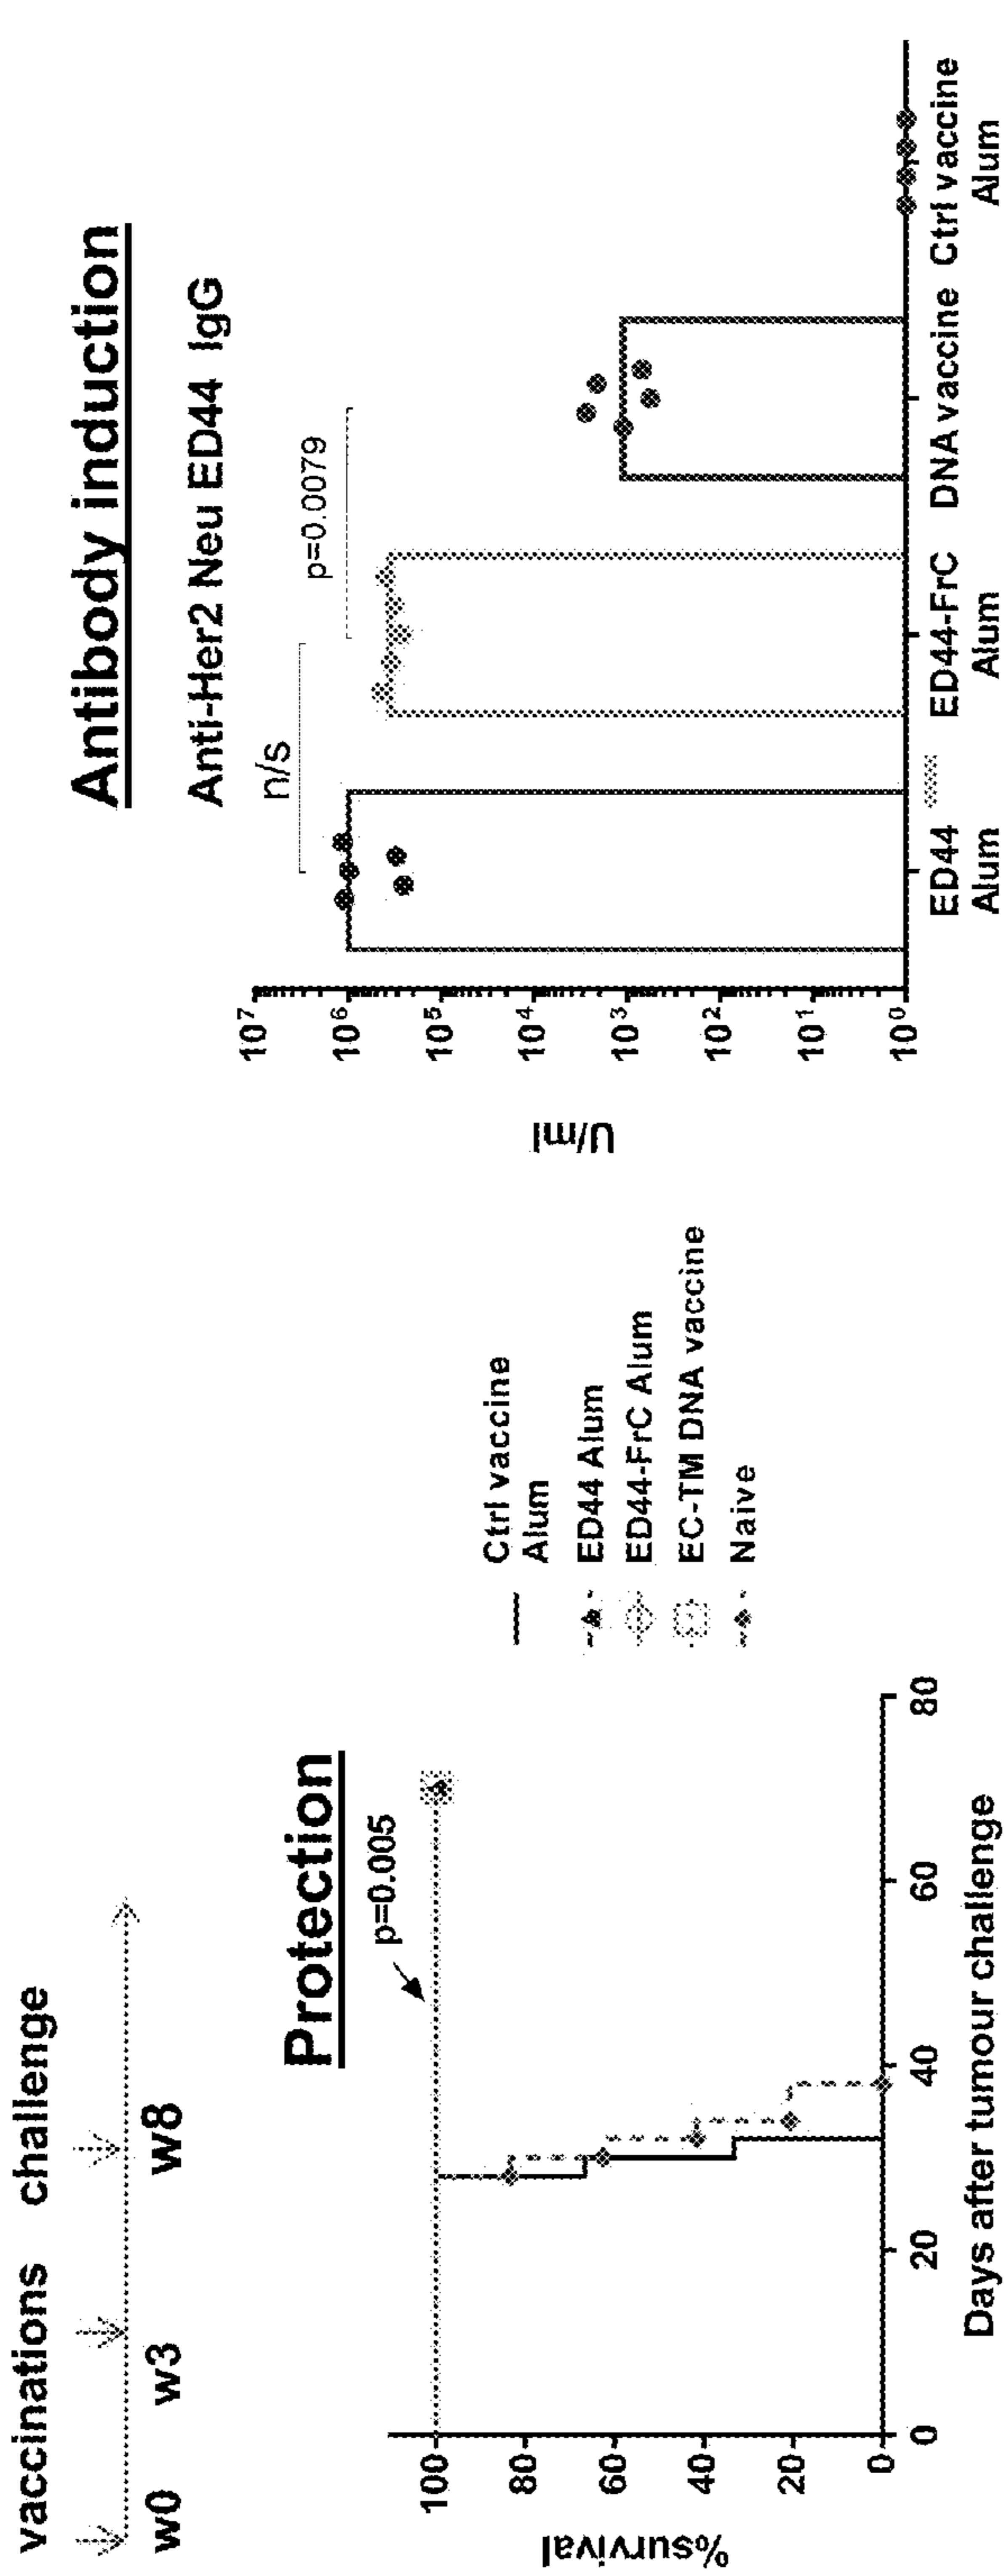 vaccinations challenge
w0 w3 w8
Protection
p=0.005
%survival
100
80
60
40
20
0
0 20 40 60 80
Days after tumour challenge
Ctrl vaccine
Alum
ED44 Alum
ED44-FrC Alum
EC-TM DNA vaccine
Naive
Antibody induction
Anti-Her2 Neu ED44 IgG
n/s
p=0.0079
U/ml
10⁷
10⁶
10⁵
10⁴
10³
10²
10¹
10⁰
ED44 ED44-FrC DNA vaccine Ctrl vaccine
Alum Alum Alum